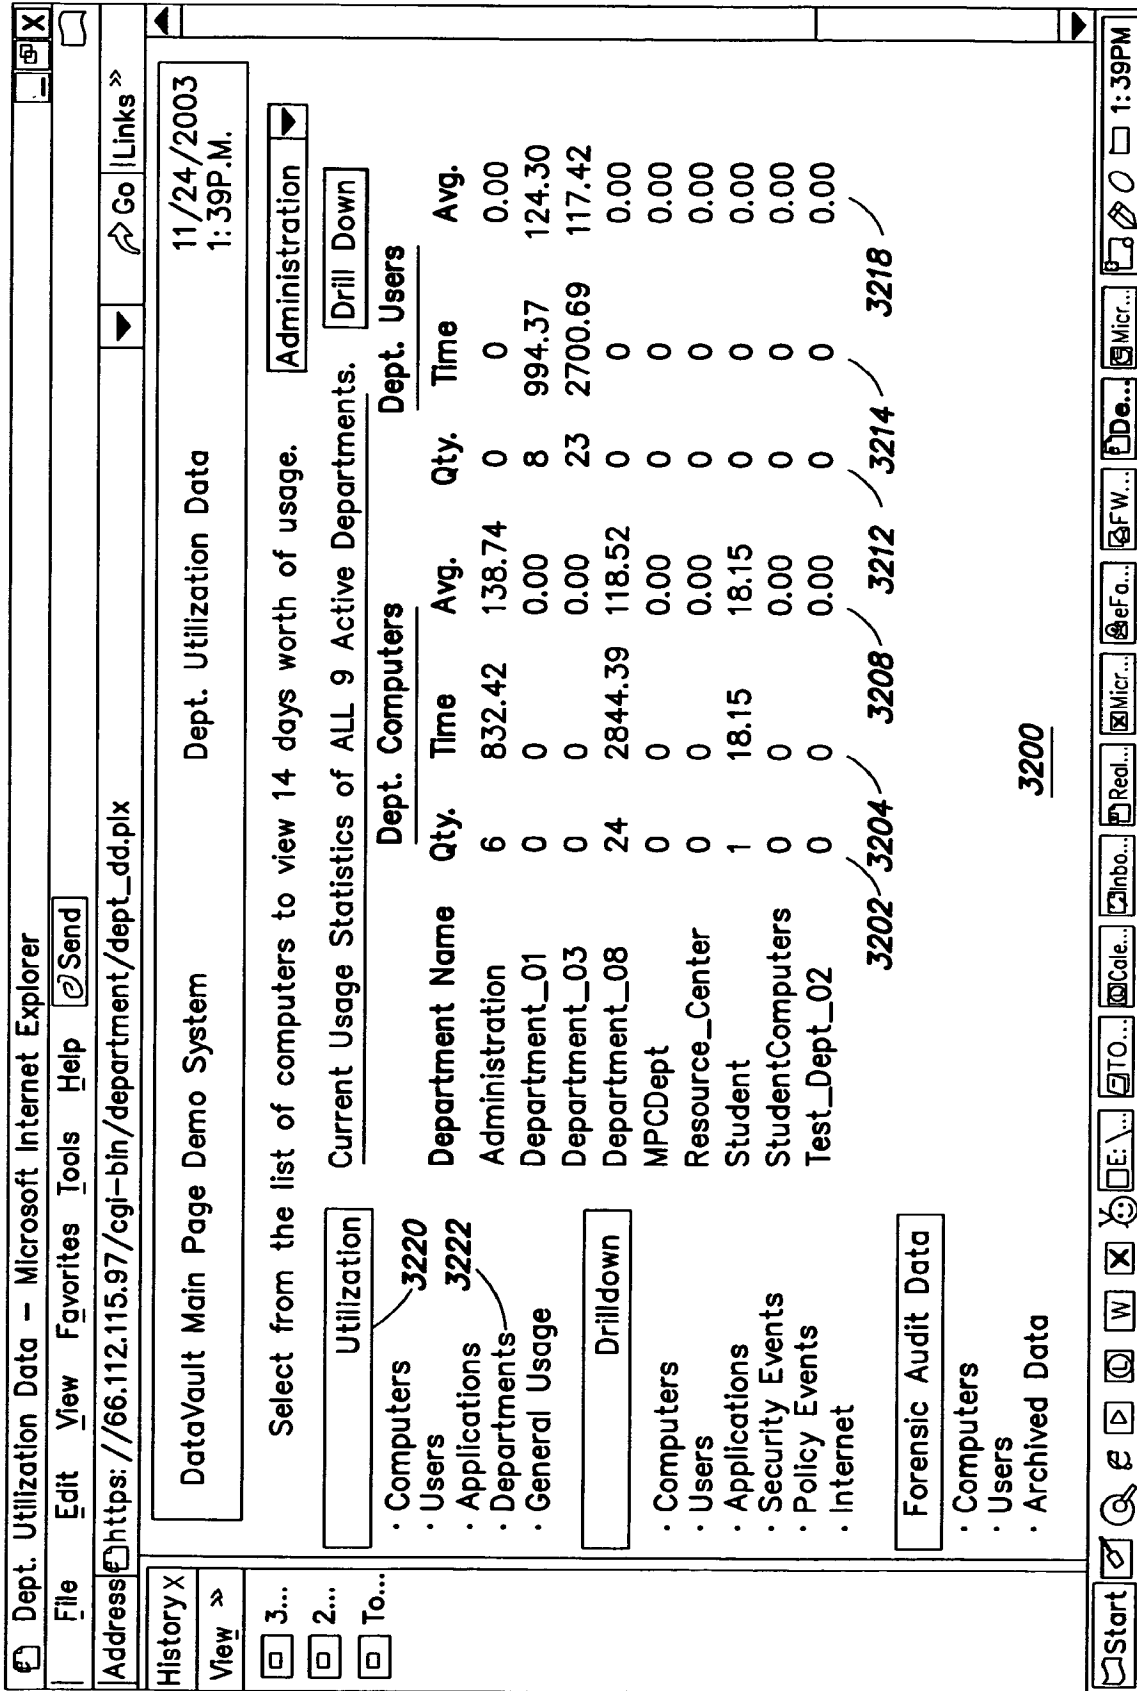 Dept. Utilization Data – Microsoft Internet Explorer
File Edit View Favorites Tools Help Send
Address https://66.112.115.97/cgi-bin/department/dept_dd.plx Go Links »
History X
View »
3...
2...
To...
DataVault Main Page Demo System Dept. Utilization Data 11/24/2003
1:39P.M.
Select from the list of computers to view 14 days worth of usage. Administration
Current Usage Statistics of ALL 9 Active Departments. Drill Down
Dept. Computers Dept. Users
Department Name Qty. Time Avg. Qty. Time Avg.
Administration 6 832.42 138.74 0 0 0.00
Department_01 0 0 0.00 8 994.37 124.30
Department_03 0 0 0.00 23 2700.69 117.42
Department_08 24 2844.39 118.52 0 0 0.00
MPCDept 0 0 0.00 0 0 0.00
Resource_Center 0 0 0.00 0 0 0.00
Student 1 18.15 18.15 0 0 0.00
StudentComputers 0 0 0.00 0 0 0.00
Test_Dept_02 0 0 0.00 0 0 0.00
3202 3204 3208 3212 3214 3218
Utilization
· Computers 3220
· Users
· Applications 3222
· Departments
· General Usage
Drilldown
· Computers
· Users
· Applications
· Security Events
· Policy Events
· Internet
Forensic Audit Data
· Computers
· Users
· Archived Data
3200
Start e W X E:\... TO... Cale... Inbo... Real... Micr... eFa... FW... De... Micr... 1:39PM